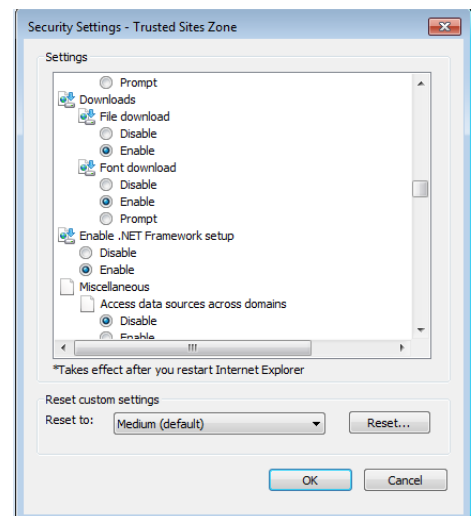 Security Settings - Trusted Sites Zone
Settings
Prompt
Downloads
File download
Disable
Enable
Font download
Disable
Enable
Prompt
Enable .NET Framework setup
Disable
Enable
Miscellaneous
Access data sources across domains
Disable
Enable
*Takes effect after you restart Internet Explorer
Reset custom settings
Reset to: Medium (default) Reset...
OK Cancel